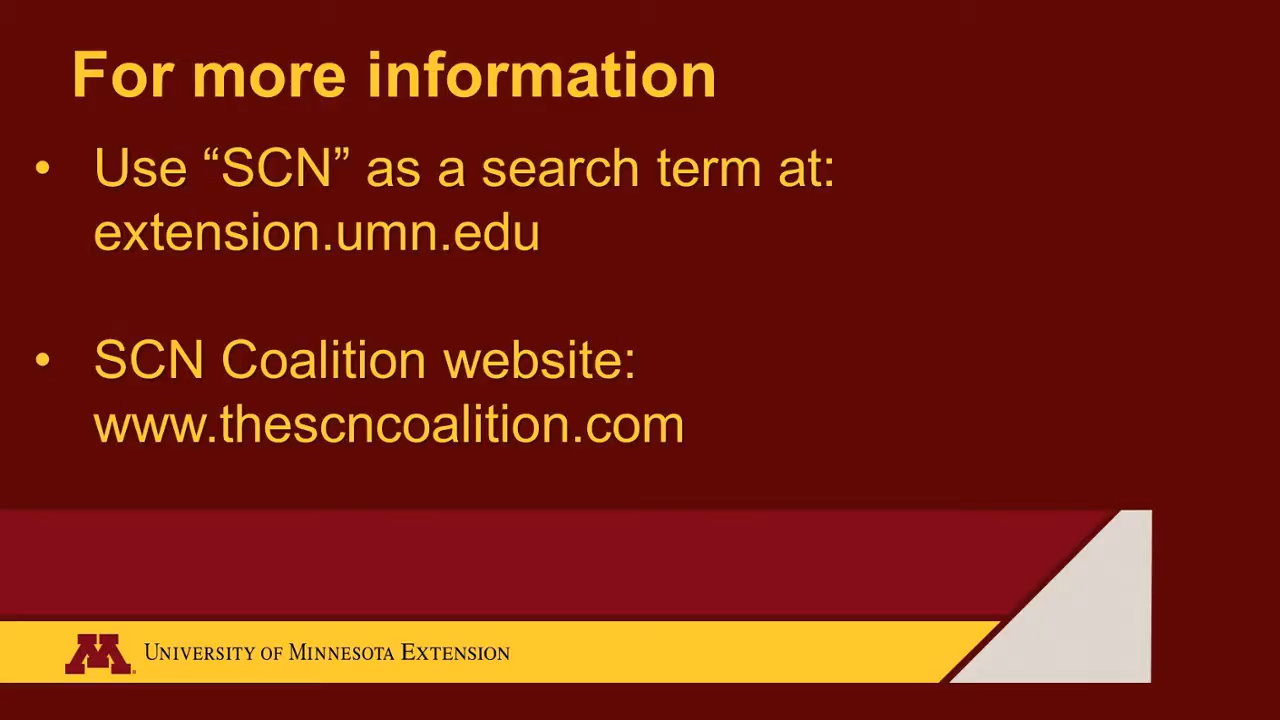 For more information
• Use “SCN” as a search term at:
extension.umn.edu
• SCN Coalition website:
www.thescncoalition.com
M
UNIVERSITY OF MINNESOTA EXTENSION